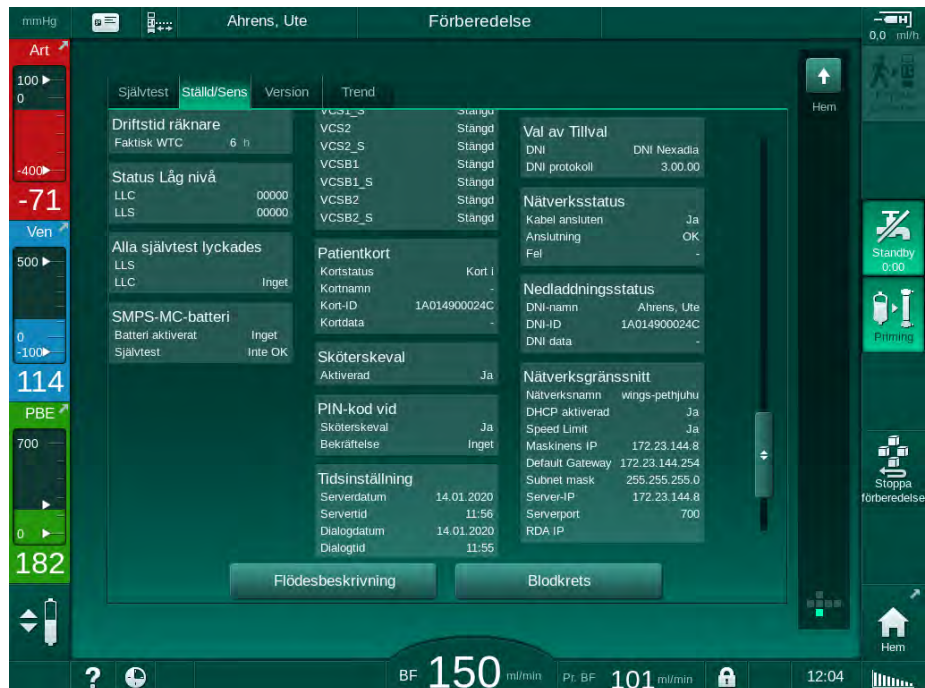 mmHg
Ahrens, Ute
Förberedelse
0,0 ml/h
Art
100
0
-400
-71
Ven
500
0
-100
114
PBE
700
0
182
Självtest Ställd/Sens Version Trend
Driftstid räknare
Faktisk WTC 6 h
Status Låg nivå
LLC 00000
LLS 00000
Alla självtest lyckades
LLS
LLC Inget
SMPS-MC-batteri
Batteri aktiverat Inget
Självtest Inte OK
VCS1_S Stängd
VCS2 Stängd
VCS2_S Stängd
VCSB1 Stängd
VCSB1_S Stängd
VCSB2 Stängd
VCSB2_S Stängd
Patientkort
Kortstatus Kort i
Kortnamn -
Kort-ID 1A014900024C
Kortdata -
Sköterskeval
Aktiverad Ja
PIN-kod vid
Sköterskeval Ja
Bekräftelse Inget
Tidsinställning
Serverdatum 14.01.2020
Servertid 11:56
Dialogdatum 14.01.2020
Dialogtid 11:55
Val av Tillval
DNI DNI Nexadia
DNI protokoll 3.00.00
Nätverksstatus
Kabel ansluten Ja
Anslutning OK
Fel -
Nedladdningsstatus
DNI-namn Ahrens, Ute
DNI-ID 1A014900024C
DNI data -
Nätverksgränssnitt
Nätverksnamn wings-pethjuhu
DHCP aktiverad Ja
Speed Limit Ja
Maskinens IP 172.23.144.8
Default Gateway 172.23.144.254
Subnet mask 255.255.255.0
Server-IP 172.23.144.8
Serverport 700
RDA IP
Flödesbeskrivning
Blodkrets
Hem
Standby
0:00
Priming
Stoppa
förberedelse
Hem
?
BF 150 ml/min
Pr. BF 101 ml/min
12:04